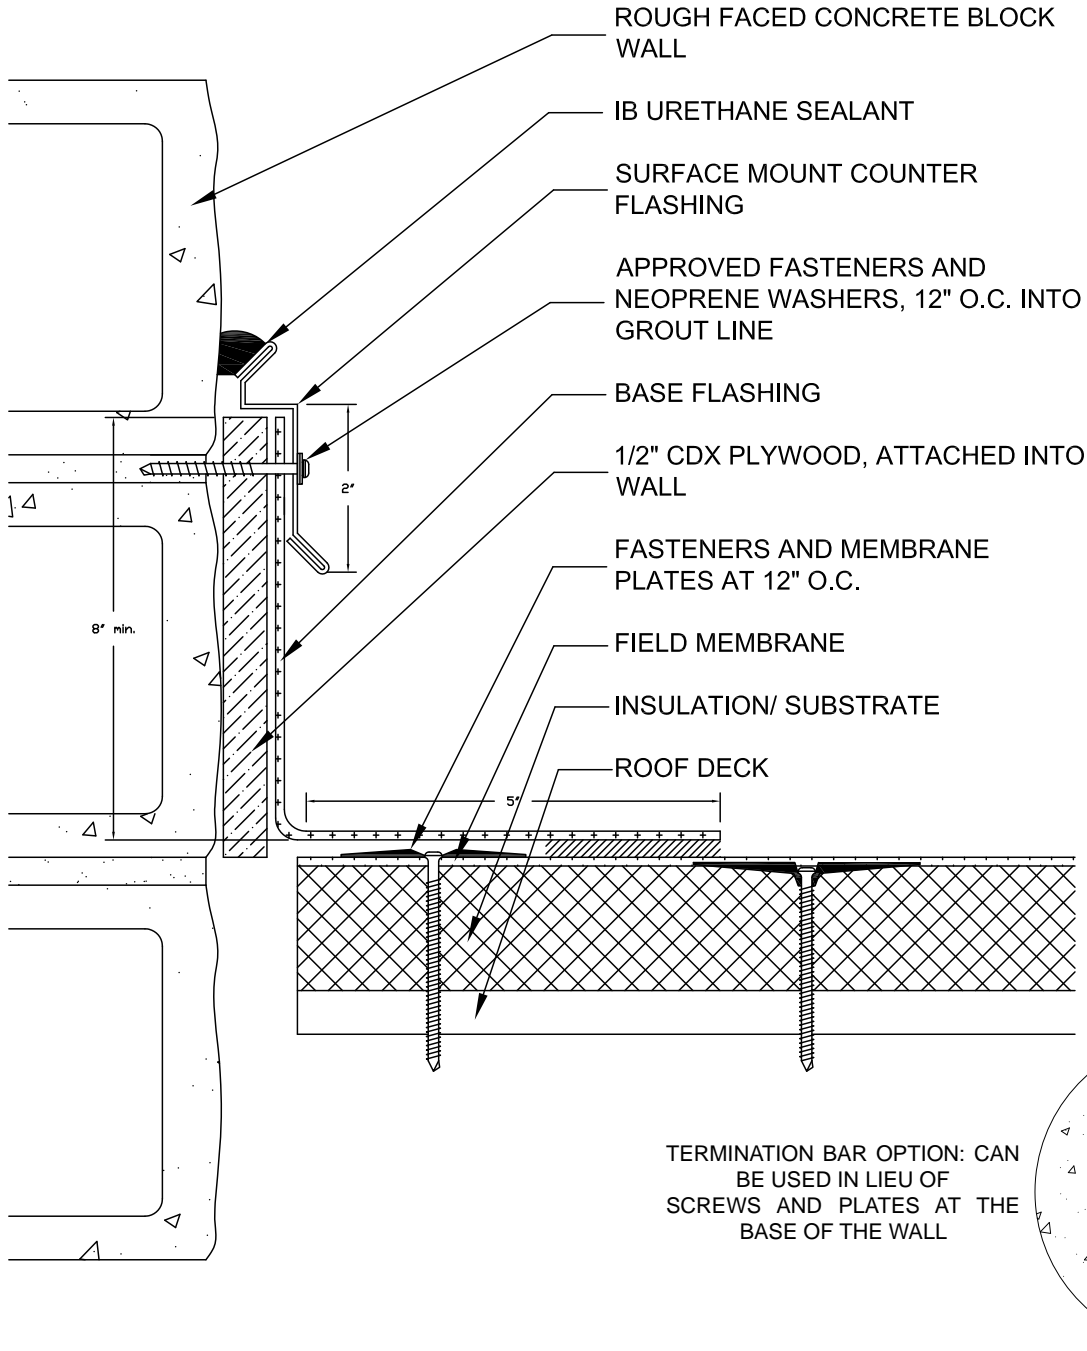 ROUGH FACED CONCRETE BLOCK
WALL
IB URETHANE SEALANT
SURFACE MOUNT COUNTER
FLASHING
APPROVED FASTENERS AND
NEOPRENE WASHERS, 12" O.C. INTO
GROUT LINE
BASE FLASHING
1/2" CDX PLYWOOD, ATTACHED INTO
WALL
2"
FASTENERS AND MEMBRANE
PLATES AT 12" O.C.
8" min.
FIELD MEMBRANE
INSULATION/ SUBSTRATE
ROOF DECK
5"
TERMINATION BAR OPTION: CAN
BE USED IN LIEU OF
SCREWS AND PLATES AT THE
BASE OF THE WALL